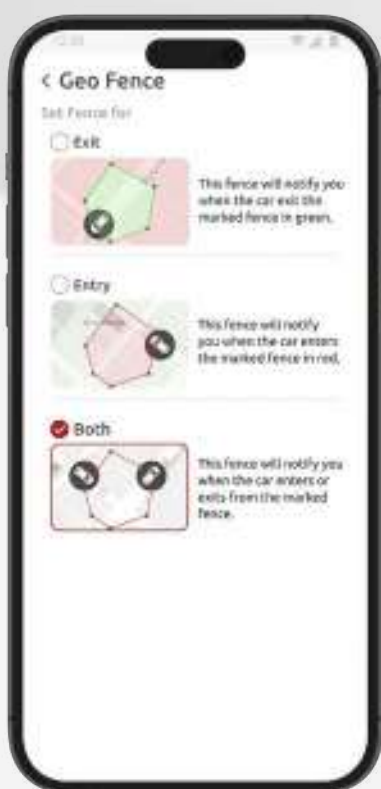 < Geo Fence
Set Fence for
Exit
This fence will notify you
when the car exit the
marked fence in green.
Entry
This fence will notify
you when the car enters
the marked fence in red.
Both
This fence will notify you
when the car enters or
exits from the marked
fence.